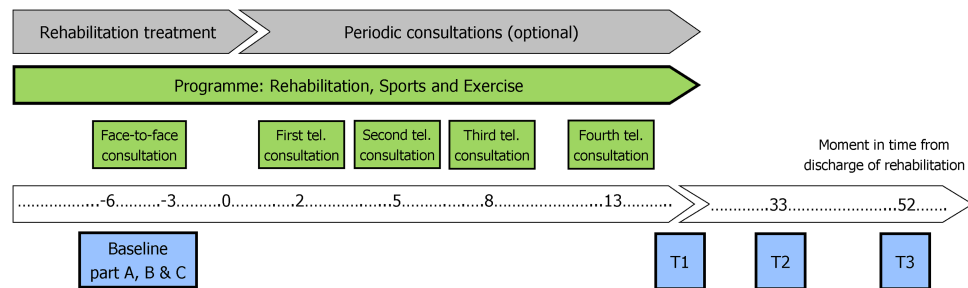 Rehabilitation treatment
Periodic consultations (optional)
Programme: Rehabilitation, Sports and Exercise
Face-to-face
consultation
First tel.
consultation
Second tel.
consultation
Third tel.
consultation
Fourth tel.
consultation
Moment in time from
discharge of rehabilitation
-6 -3 0 2 5 8 13 33 52
Baseline
part A, B & C
T1
T2
T3